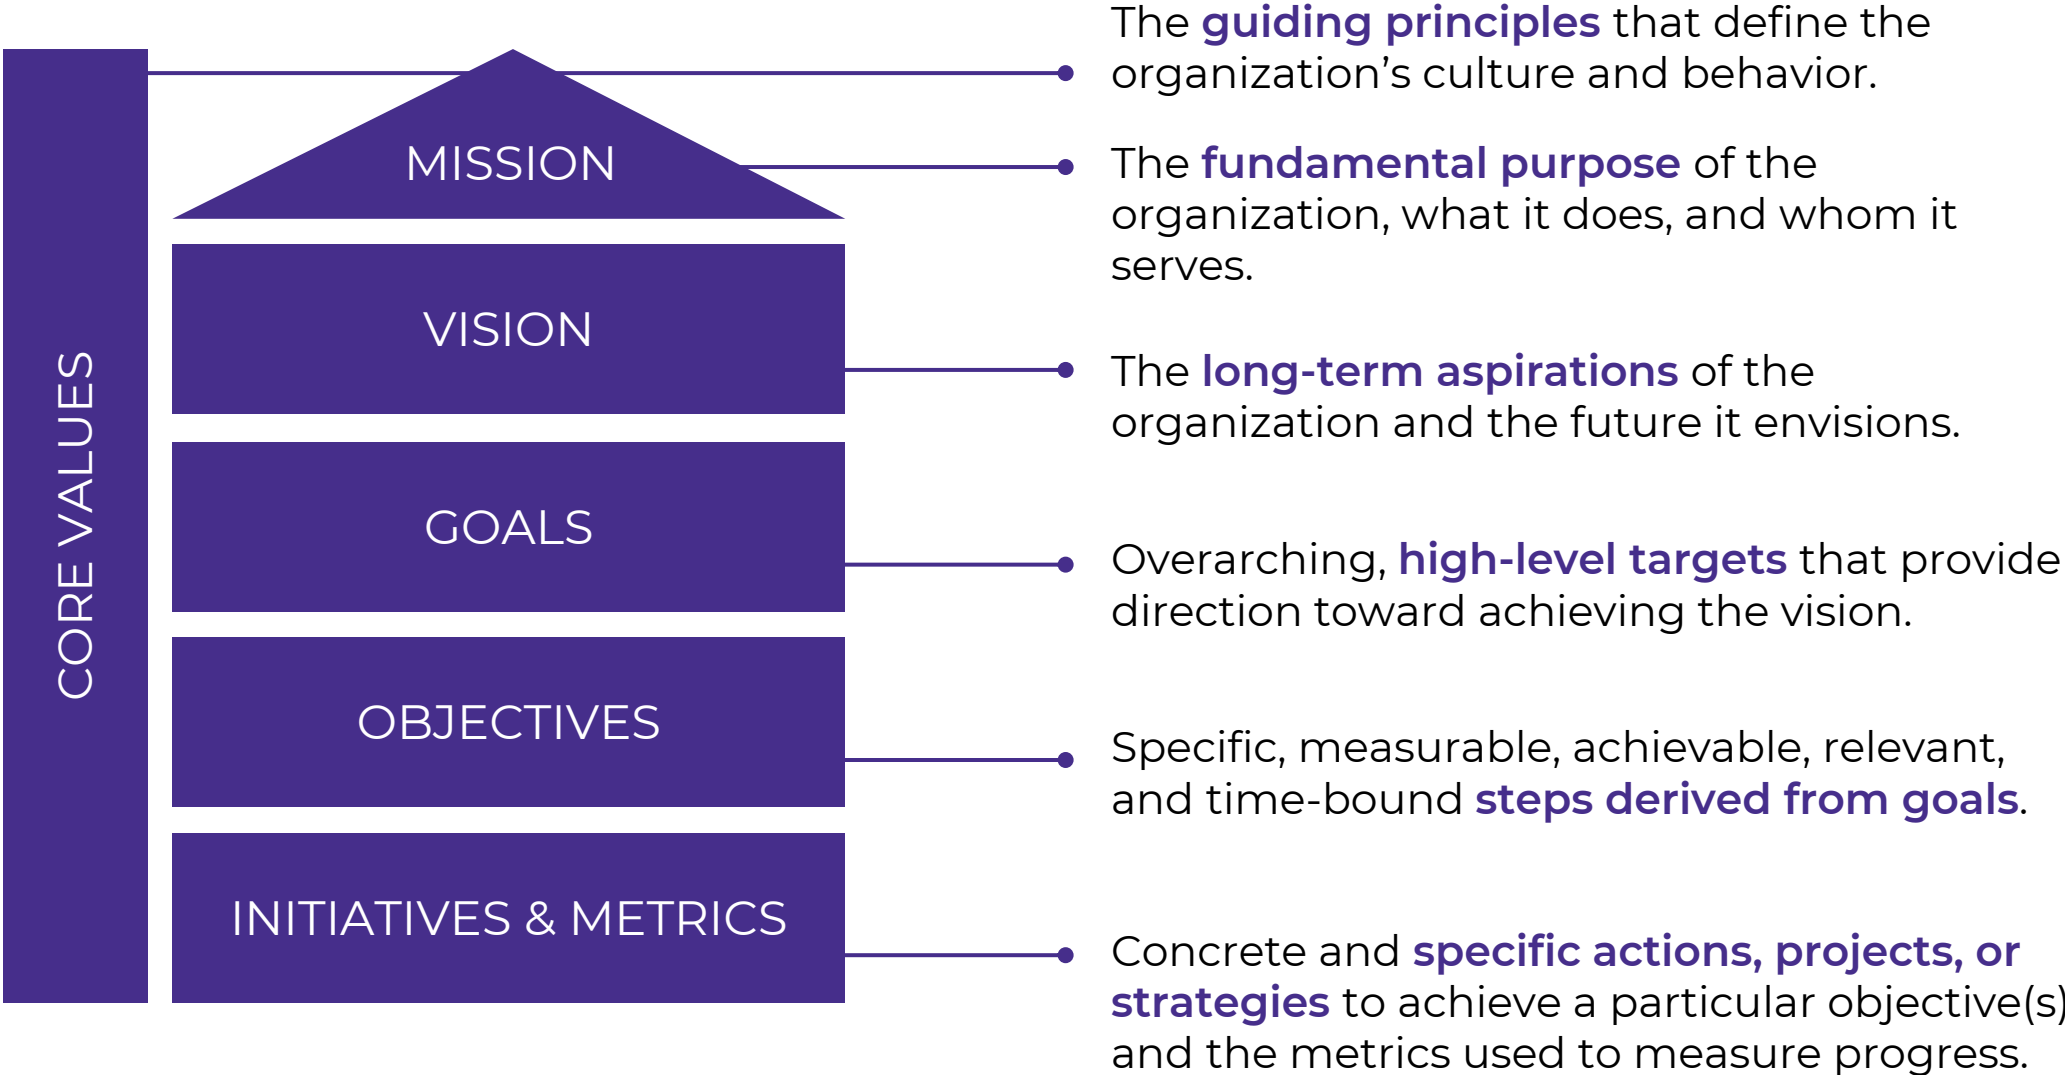 CORE VALUES
The guiding principles that define the
organization’s culture and behavior.
MISSION
The fundamental purpose of the
organization, what it does, and whom it
serves.
VISION
The long-term aspirations of the
organization and the future it envisions.
GOALS
Overarching, high-level targets that provide
direction toward achieving the vision.
OBJECTIVES
Specific, measurable, achievable, relevant,
and time-bound steps derived from goals.
INITIATIVES & METRICS
Concrete and specific actions, projects, or
strategies to achieve a particular objective(s)
and the metrics used to measure progress.